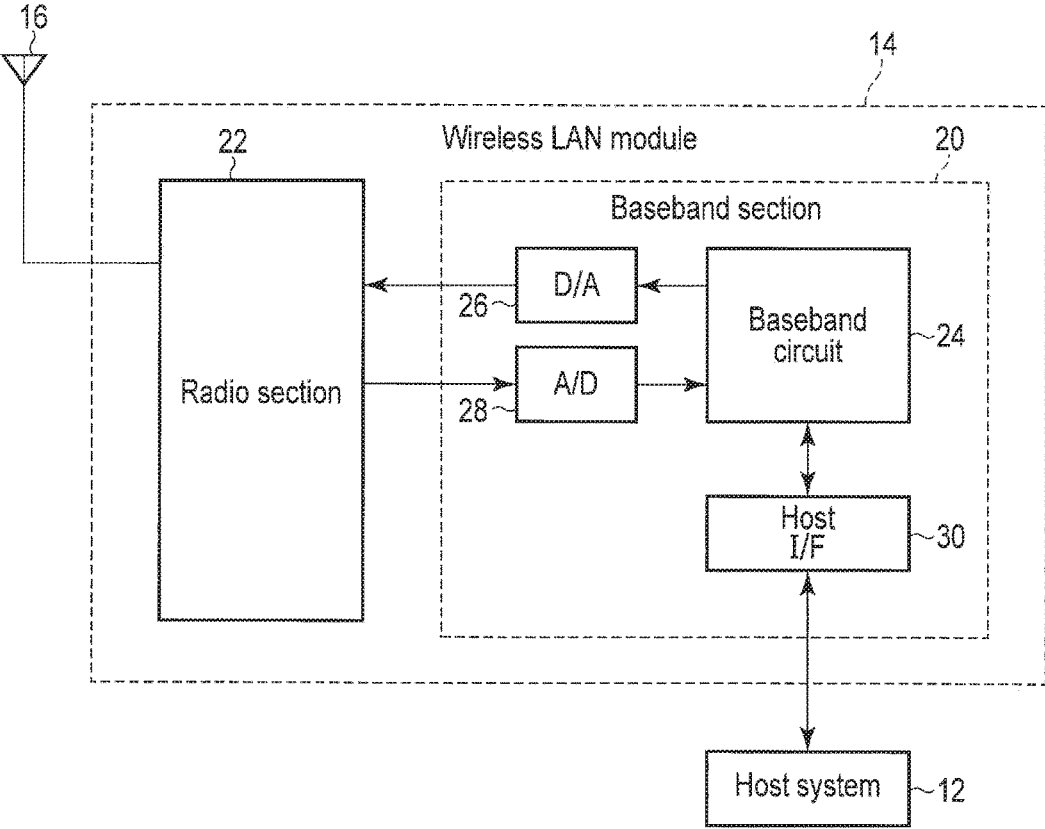 16
14
Wireless LAN module
22
20
Baseband section
D/A
26
Baseband
circuit
24
Radio section
A/D
28
Host
I/F
30
Host system
12